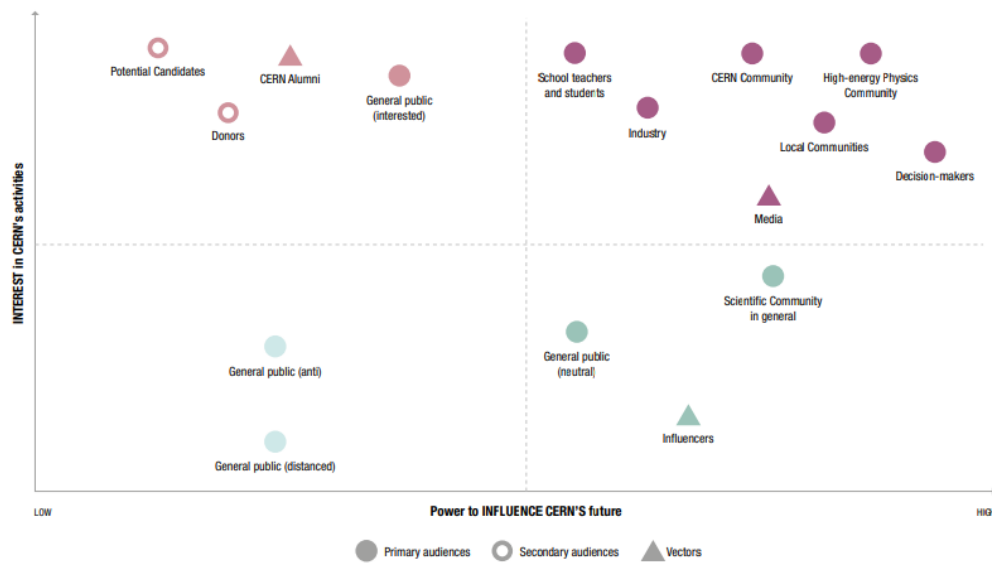 Potential Candidates
CERN Alumni
General public
(interested)
Donors
School teachers
and students
CERN Community
High-energy Physics
Community
Industry
Local Communities
Decision-makers
Media
INTEREST in CERN's activities
Scientific Community
in general
General public (anti)
General public
(neutral)
Influencers
General public (distanced)
LOW
Power to INFLUENCE CERN'S future
HIGH
Primary audiences
Secondary audiences
Vectors